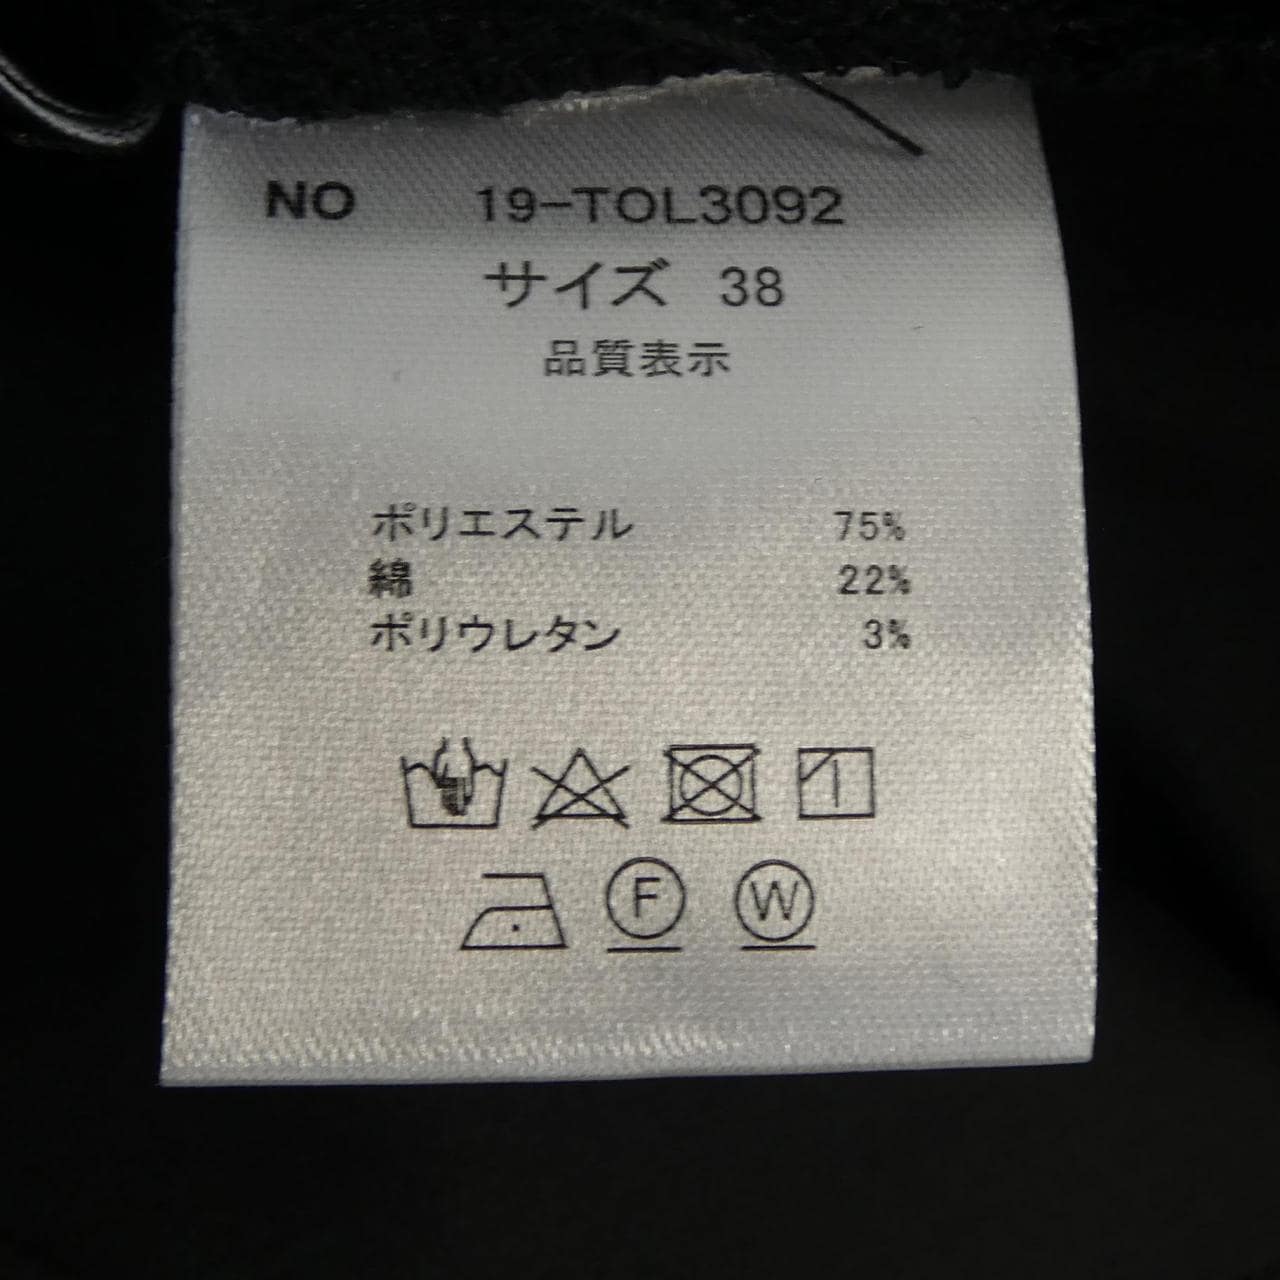 NO 19-TOL3092
サイズ 38
品質表示
ポリエステル 75%
綿 22%
ポリウレタン 3%
F W